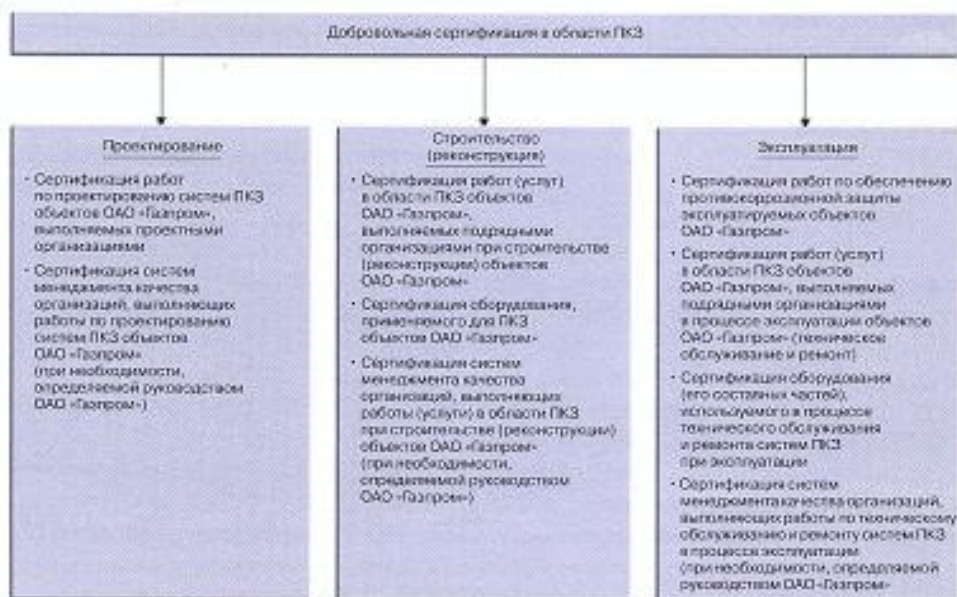 Добровольная сертификация в области ПКЗ
Проектирование
• Сертификация работ
по проектированию систем ПКЗ
объектов ОАО «Газпром»,
выполняемых проектными
организациями
• Сертификация систем
менеджмента качества
организаций, выполняющих
работы по проектированию
систем ПКЗ объектов
ОАО «Газпром»
(при необходимости,
определяемой руководством
ОАО «Газпром»)
Строительство
(реконструкция)
• Сертификация работ (услуг)
в области ПКЗ объектов
ОАО «Газпром»,
выполняемых подрядными
организациями при строительстве
(реконструкции) объектов
ОАО «Газпром»
• Сертификация оборудования,
применяемого для ПКЗ
объектов ОАО «Газпром»
• Сертификация систем
менеджмента качества
организаций, выполняющих
работы (услуги) в области ПКЗ
при строительстве (реконструкции)
объектов ОАО «Газпром»
(при необходимости,
определяемой руководством
ОАО «Газпром»)
Эксплуатация
• Сертификация работ по обеспечению
противокоррозионной защиты
эксплуатируемых объектов
ОАО «Газпром»
• Сертификация работ (услуг)
в области ПКЗ объектов
ОАО «Газпром», выполняемых
подрядными организациями
в процессе эксплуатации объектов
ОАО «Газпром» (техническое
обслуживание и ремонт)
• Сертификация оборудования
(его составных частей),
используемого в процессе
технического обслуживания
и ремонта систем ПКЗ
при эксплуатации
• Сертификация систем
менеджмента качества организаций,
выполняющих работы по техническому
обслуживанию и ремонту систем ПКЗ
в процессе эксплуатации
(при необходимости, определяемой
руководством ОАО «Газпром»